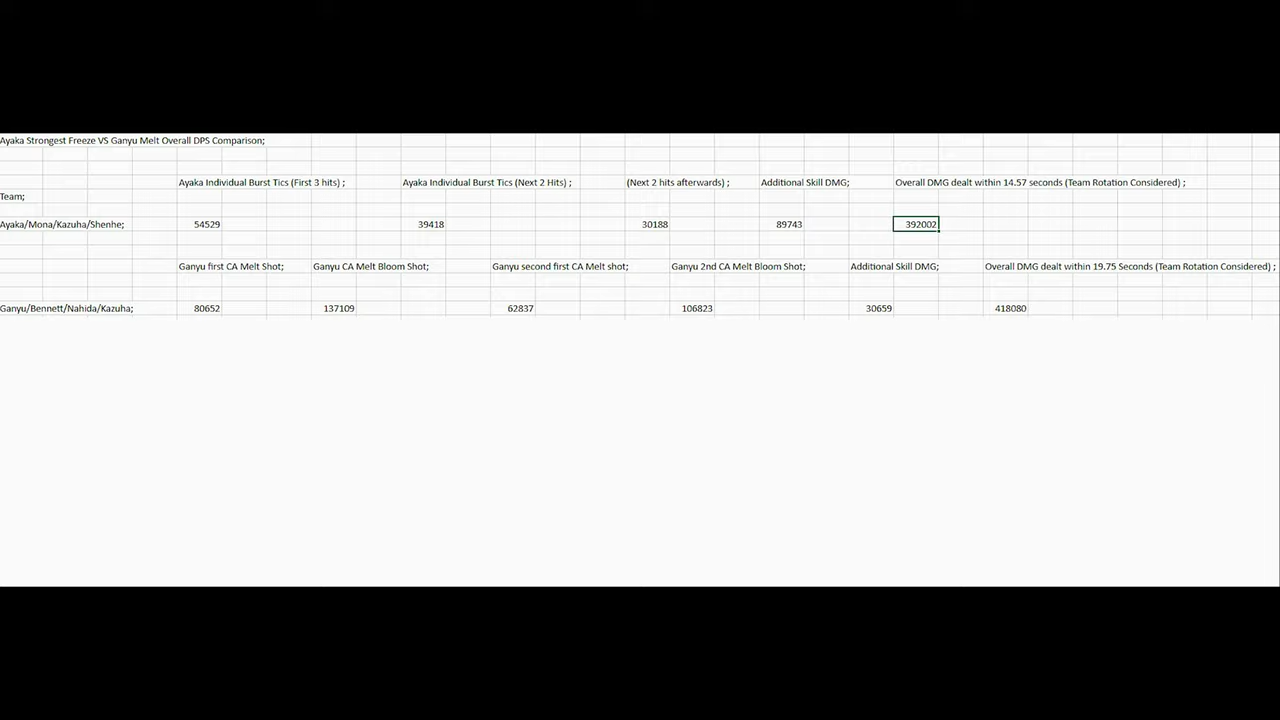 Ayaka Strongest Freeze VS Ganyu Melt Overall DPS Comparison;
Ayaka Individual Burst Tics (First 3 hits) ; Ayaka Individual Burst Tics (Next 2 Hits) ; (Next 2 hits afterwards) ; Additional Skill DMG; Overall DMG dealt within 14.57 seconds (Team Rotation Considered) ;
Team;
Ayaka/Mona/Kazuha/Shenhe; 54529 39418 30188 89743 392002
Ganyu first CA Melt Shot; Ganyu CA Melt Bloom Shot; Ganyu second first CA Melt shot; Ganyu 2nd CA Melt Bloom Shot; Additional Skill DMG; Overall DMG dealt within 19.75 Seconds (Team Rotation Considered) ;
Ganyu/Bennett/Nahida/Kazuha; 80652 137109 62837 106823 30659 418080